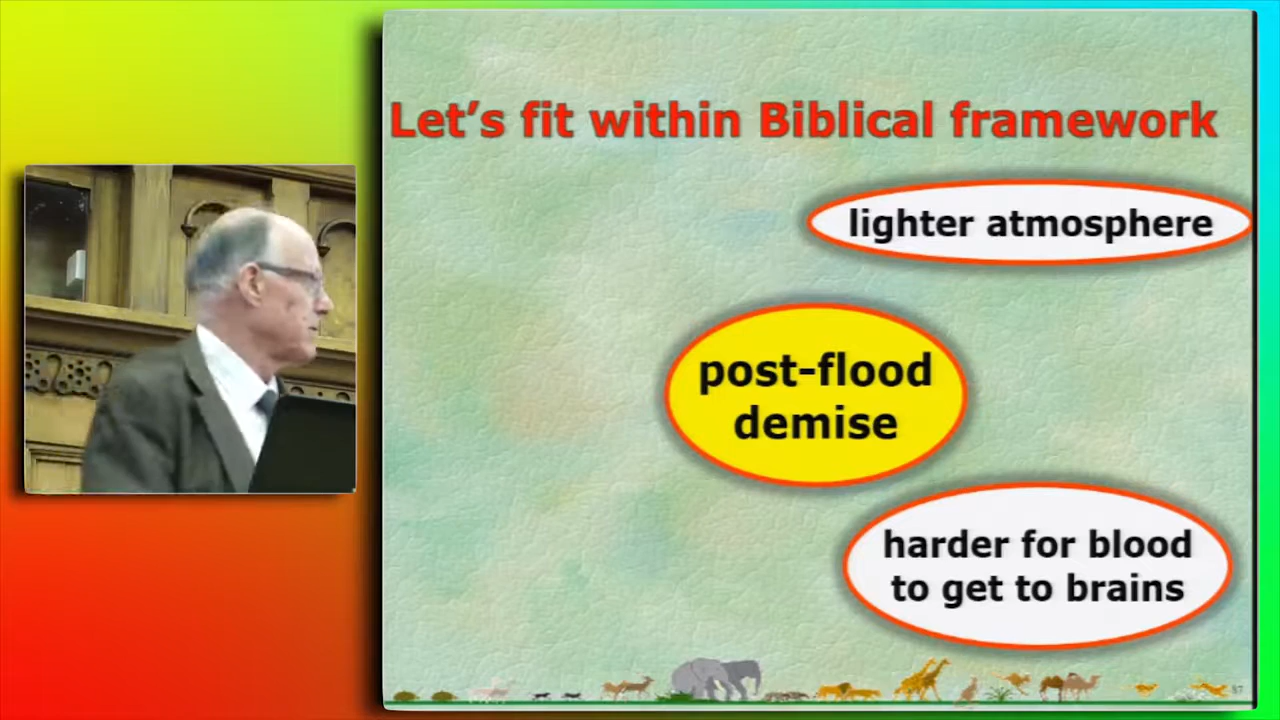 Let's fit within Biblical framework
lighter atmosphere
post-flood
demise
harder for blood
to get to brains